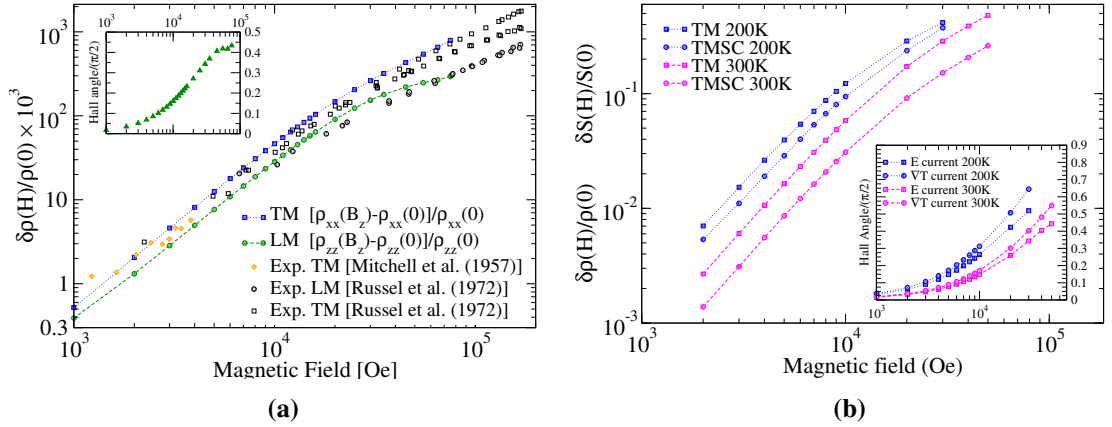 10³ 10⁴ 10⁵
0.5
0.4
0.3
0.2
0.1
0
Hall angle/(π/2)
10³
10²
10
1
0.3
δρ(H)/ρ(0) × 10³
TM [ρxx(Bz)-ρxx(0)]/ρxx(0)
LM [ρzz(Bz)-ρzz(0)]/ρzz(0)
Exp. TM [Mitchell et al. (1957)]
Exp. LM [Russel et al. (1972)]
Exp. TM [Russel et al. (1972)]
10³ 10⁴ 10⁵
Magnetic Field [Oe]
(a)
TM 200K
TMSC 200K
TM 300K
TMSC 300K
10⁻¹
10⁻²
10⁻³
δρ(H)/ρ(0) δS(H)/S(0)
E current 200K
∇T current 200K
E current 300K
∇T current 300K
0.9
0.8
0.7
0.6
0.5
0.4
0.3
0.2
0.1
0
Hall Angle/(π/2)
10³ 10⁴ 10⁵
10³ 10⁴ 10⁵
Magnetic field (Oe)
(b)